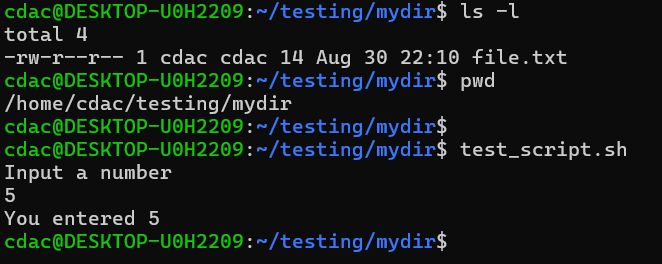 cdac@DESKTOP-U0H2209:~/testing/mydir$ ls -l
total 4
-rw-r--r-- 1 cdac cdac 14 Aug 30 22:10 file.txt
cdac@DESKTOP-U0H2209:~/testing/mydir$ pwd
/home/cdac/testing/mydir
cdac@DESKTOP-U0H2209:~/testing/mydir$
cdac@DESKTOP-U0H2209:~/testing/mydir$ test_script.sh
Input a number
5
You entered 5
cdac@DESKTOP-U0H2209:~/testing/mydir$